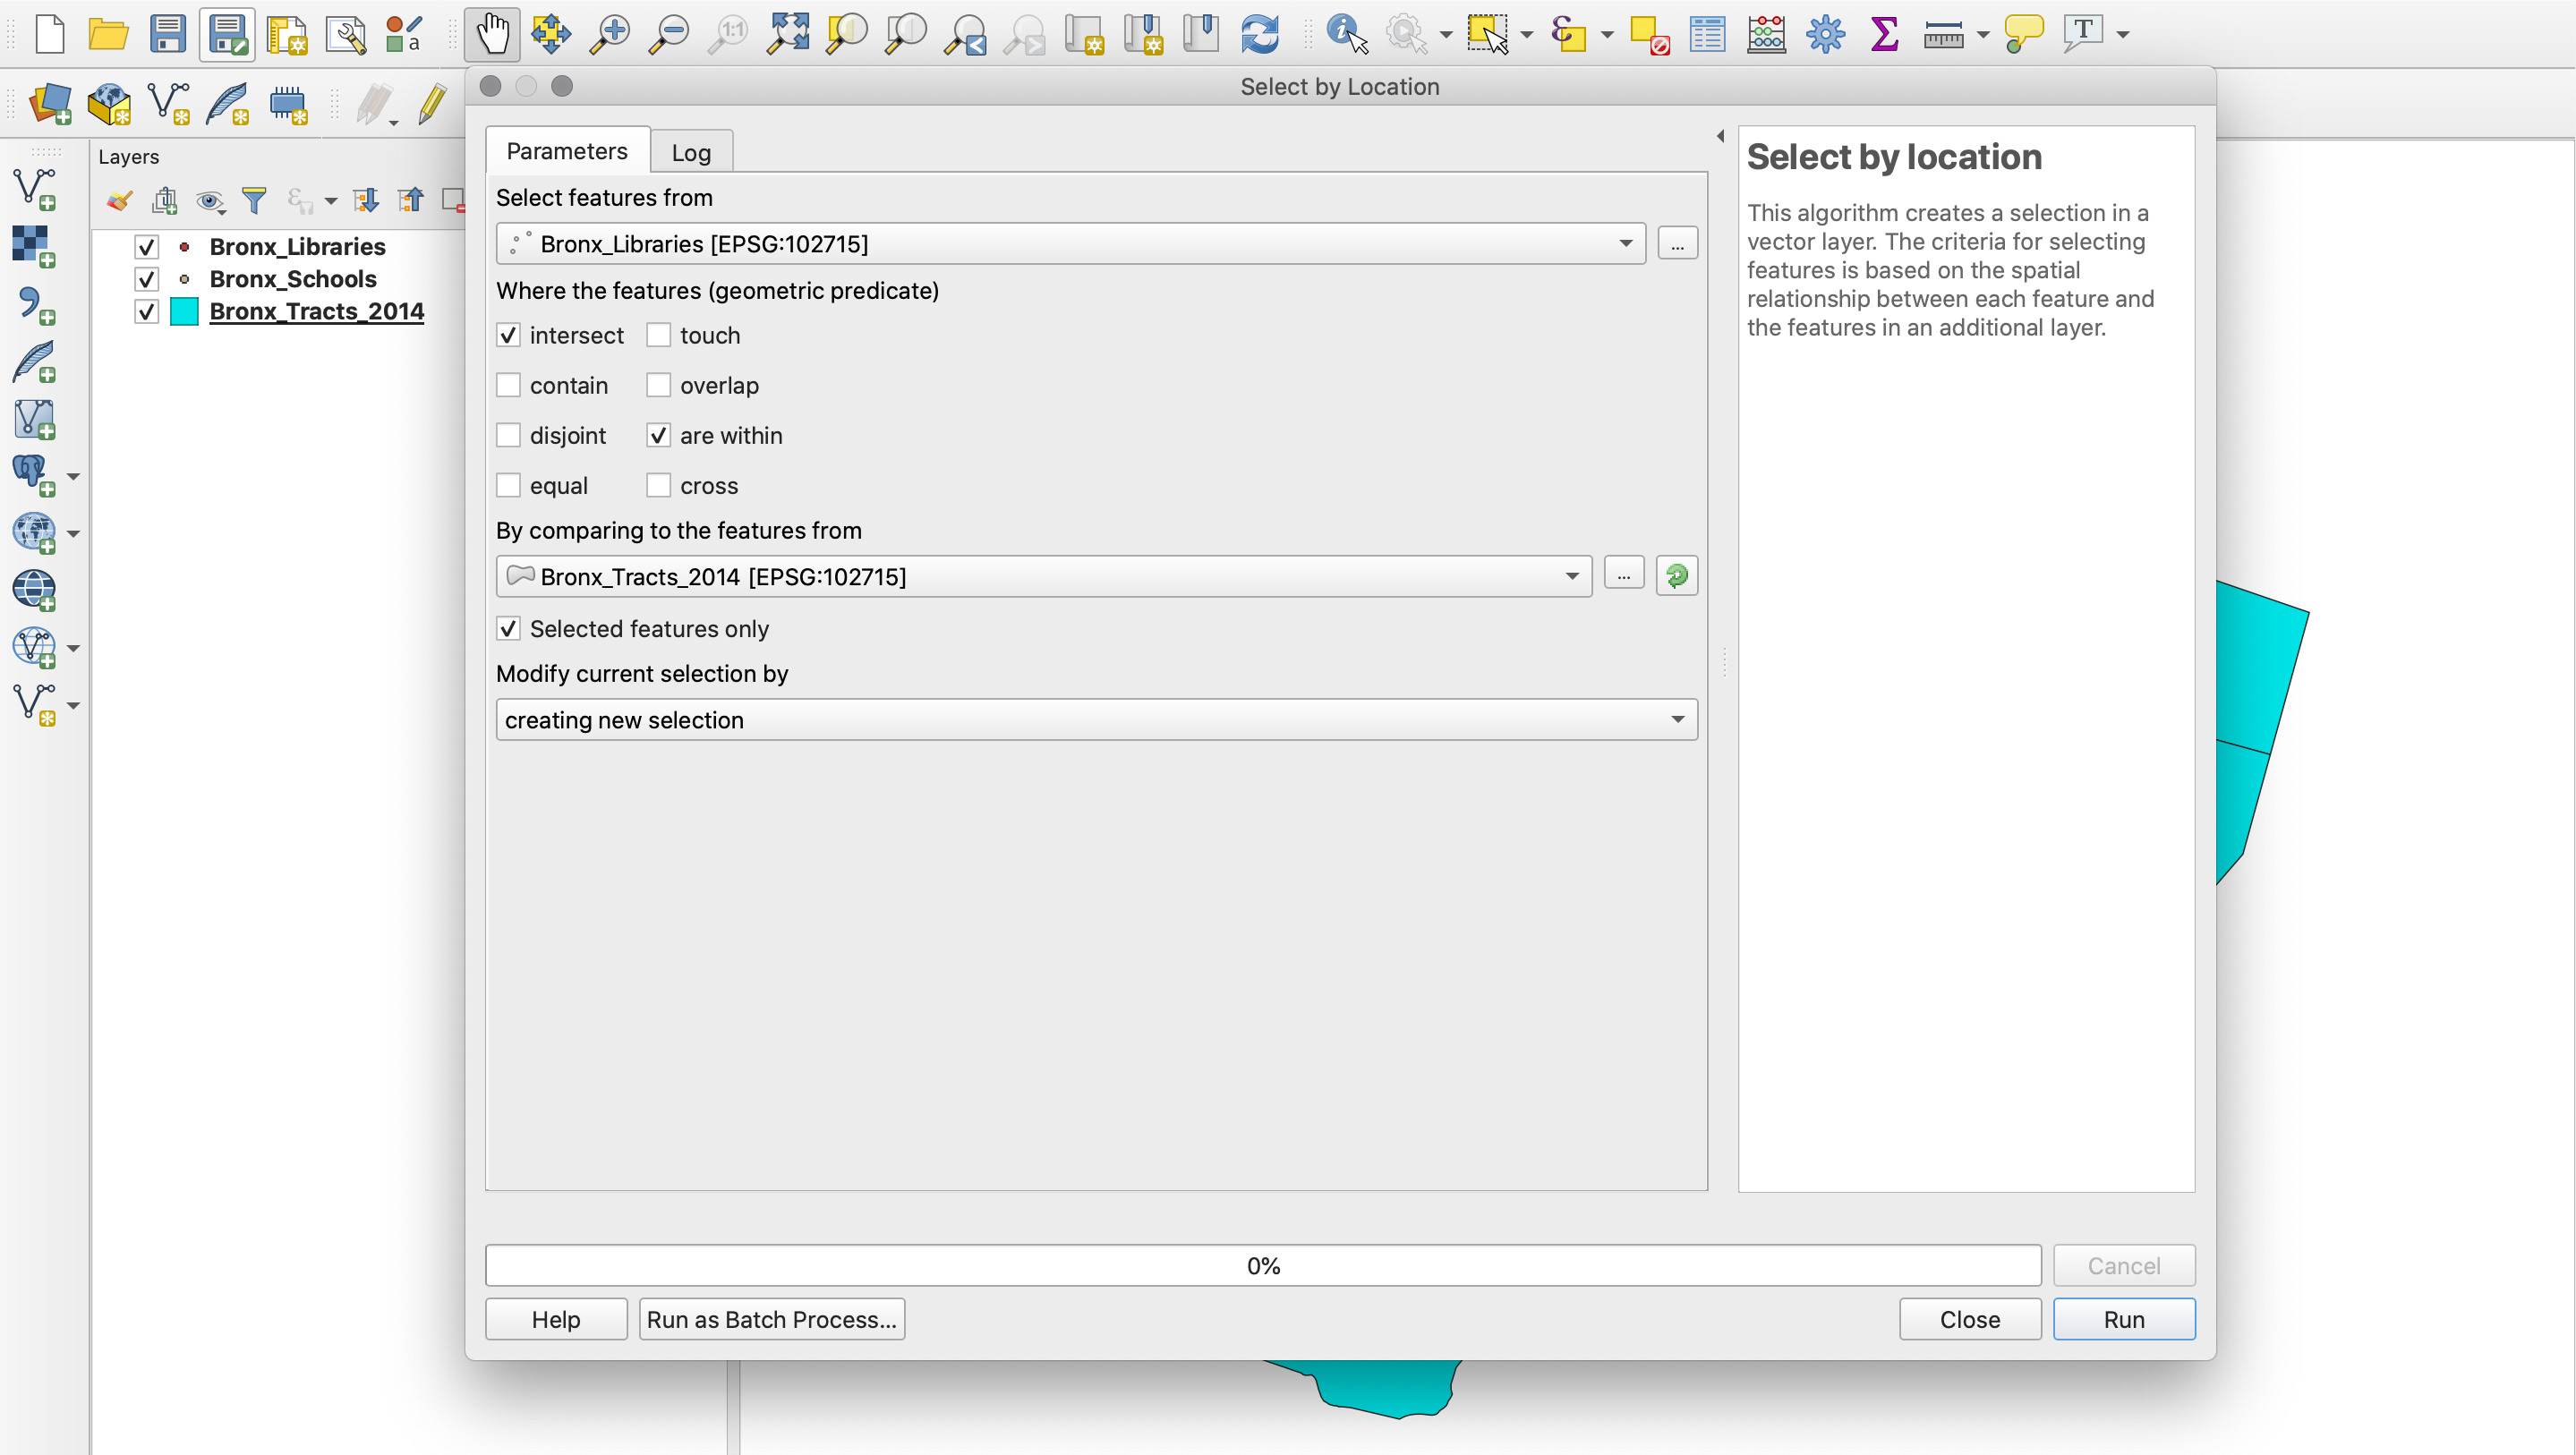 1:1
a
T
Select by Location
Layers
Bronx_Libraries
Bronx_Schools
Bronx_Tracts_2014
Parameters
Log
Select features from
Bronx_Libraries [EPSG:102715]
...
Where the features (geometric predicate)
intersect touch
contain overlap
disjoint are within
equal cross
By comparing to the features from
Bronx_Tracts_2014 [EPSG:102715]
...
Selected features only
Modify current selection by
creating new selection
Select by location
This algorithm creates a selection in a
vector layer. The criteria for selecting
features is based on the spatial
relationship between each feature and
the features in an additional layer.
0%
Cancel
Help
Run as Batch Process...
Close
Run